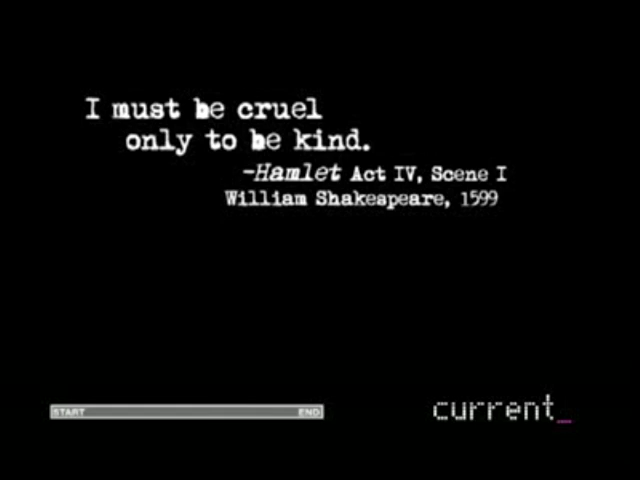 I must be cruel
only to be kind.
-Hamlet Act IV, Scene I
William Shakespeare, 1599
START END
current_